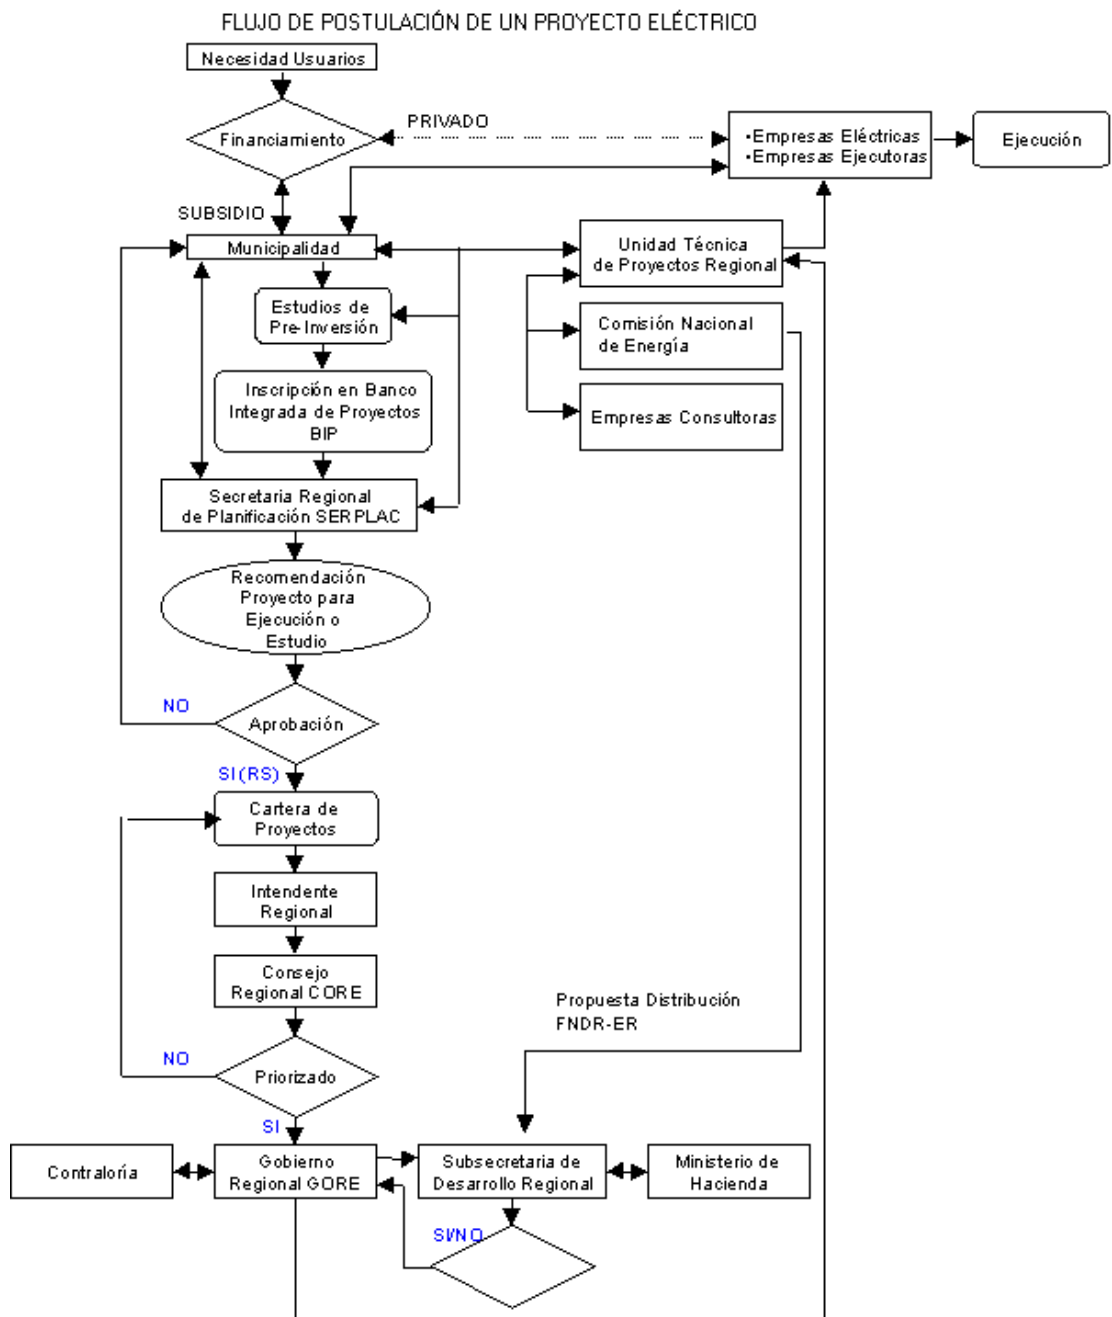 FLUJO DE POSTULACIÓN DE UN PROYECTO ELÉCTRICO
Necesidad Usuarios
Financiamiento
PRIVADO
•Empresas Eléctricas
•Empresas Ejecutoras
Ejecución
SUBSIDIO
Municipalidad
Unidad Técnica
de Proyectos Regional
Estudios de
Pre-Inversión
Comisión Nacional
de Energía
Inscripción en Banco
Integrada de Proyectos
BIP
Empresas Consultoras
Secretaria Regional
de Planificación SERPLAC
Recomendación
Proyecto para
Ejecución o
Estudio
NO
Aprobación
SI(RS)
Cartera de
Proyectos
Intendente
Regional
Consejo
Regional CORE
Propuesta Distribución
FNDR-ER
NO
Priorizado
SI
Contraloría
Gobierno
Regional GORE
Subsecretaria de
Desarrollo Regional
Ministerio de
Hacienda
SI/NO